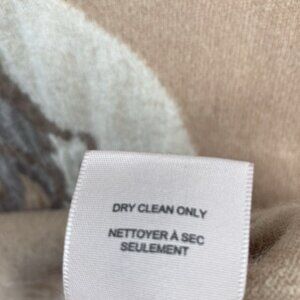 DRY CLEAN ONLY
NETTOYER À SEC
SEULEMENT